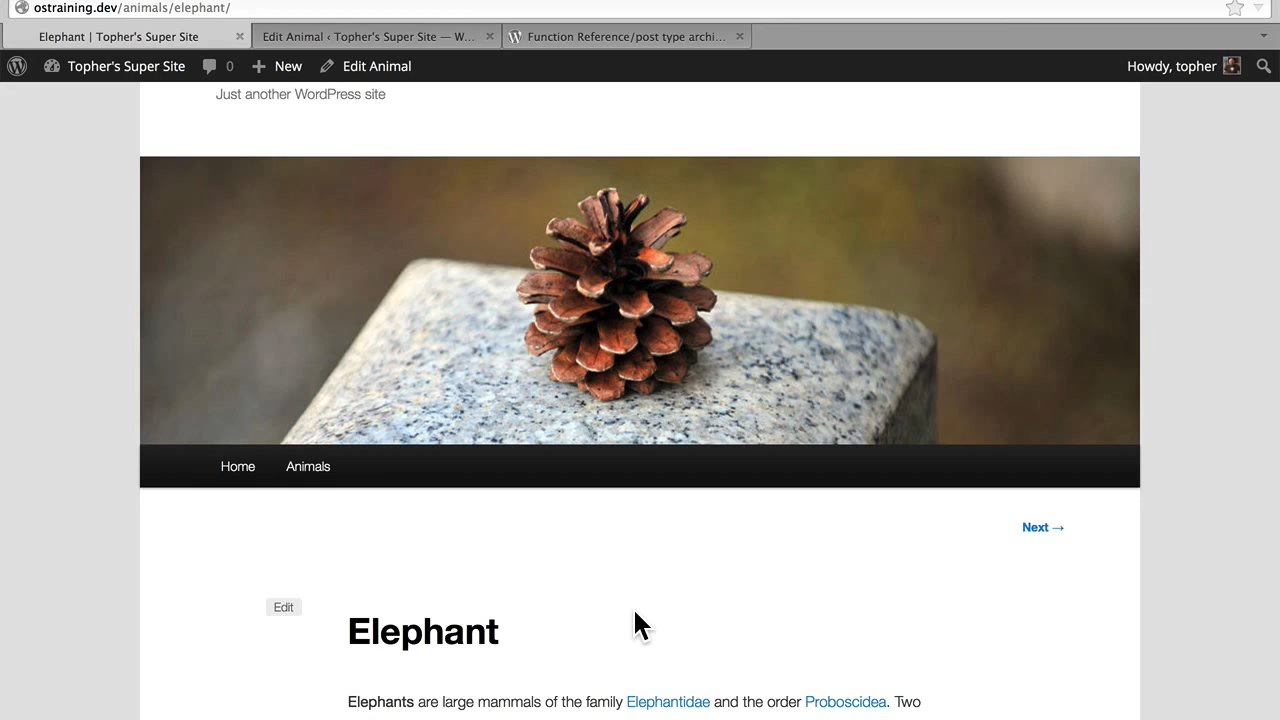 ostraining.dev/animals/elephant/
Elephant | Topher's Super Site
Edit Animal ‹ Topher's Super Site — W...
Function Reference/post type archi...
Topher's Super Site 0 New Edit Animal Howdy, topher
Just another WordPress site
Home Animals
Next →
Edit
Elephant
Elephants are large mammals of the family Elephantidae and the order Proboscidea. Two